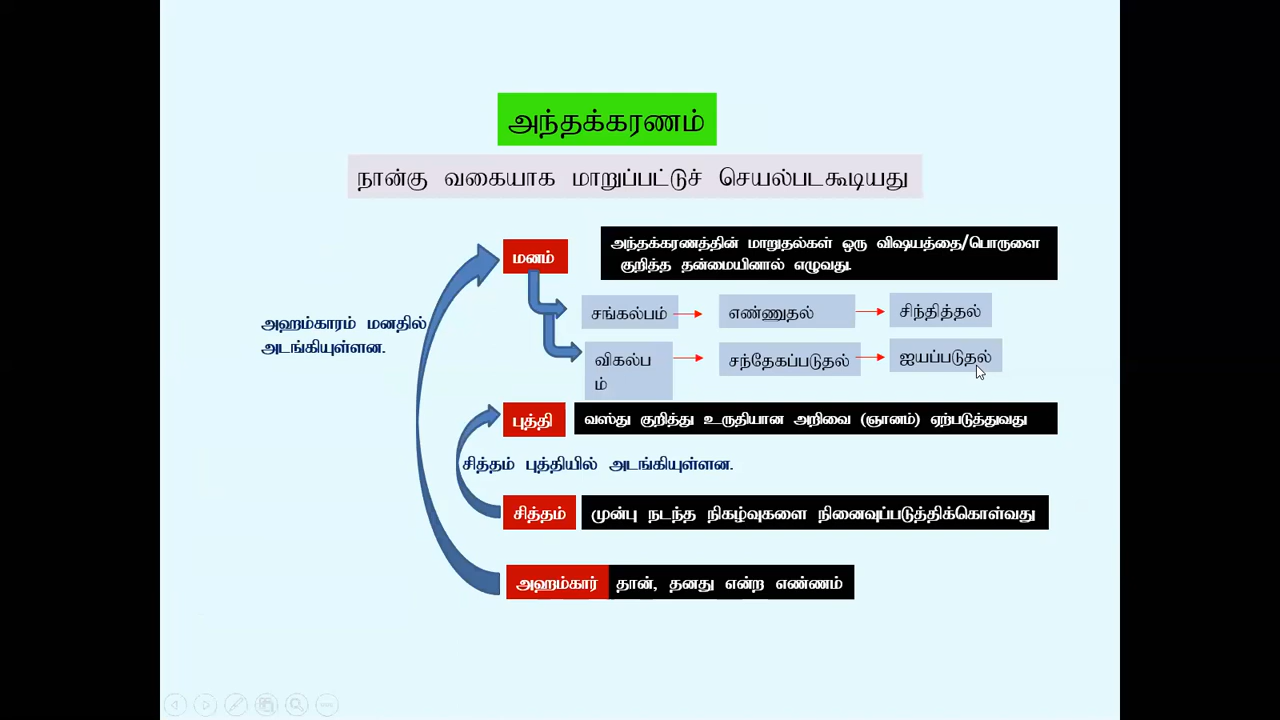 அந்தக்கரணம்
நான்கு வகையாக மாறுப்பட்டுச் செயல்படகூடியது
மனம்
அந்தக்கரணத்தின் மாறுதல்கள் ஒரு விஷயத்தை/பொருளை
குறித்த தன்மையினால் எழுவது.
சங்கல்பம்
எண்ணுதல்
சிந்தித்தல்
அஹம்காரம் மனதில்
அடங்கியுள்ளன.
விகல்ப
ம்
சந்தேகப்படுதல்
ஐயப்படுதல்
புத்தி
வஸ்து குறித்து உருதியான அறிவை (ஞானம்) ஏற்படுத்துவது
சித்தம் புத்தியில் அடங்கியுள்ளன.
சித்தம்
முன்பு நடந்த நிகழ்வுகளை நினைவுப்படுத்திக்கொள்வது
அஹம்கார்
தான், தனது என்ற எண்ணம்